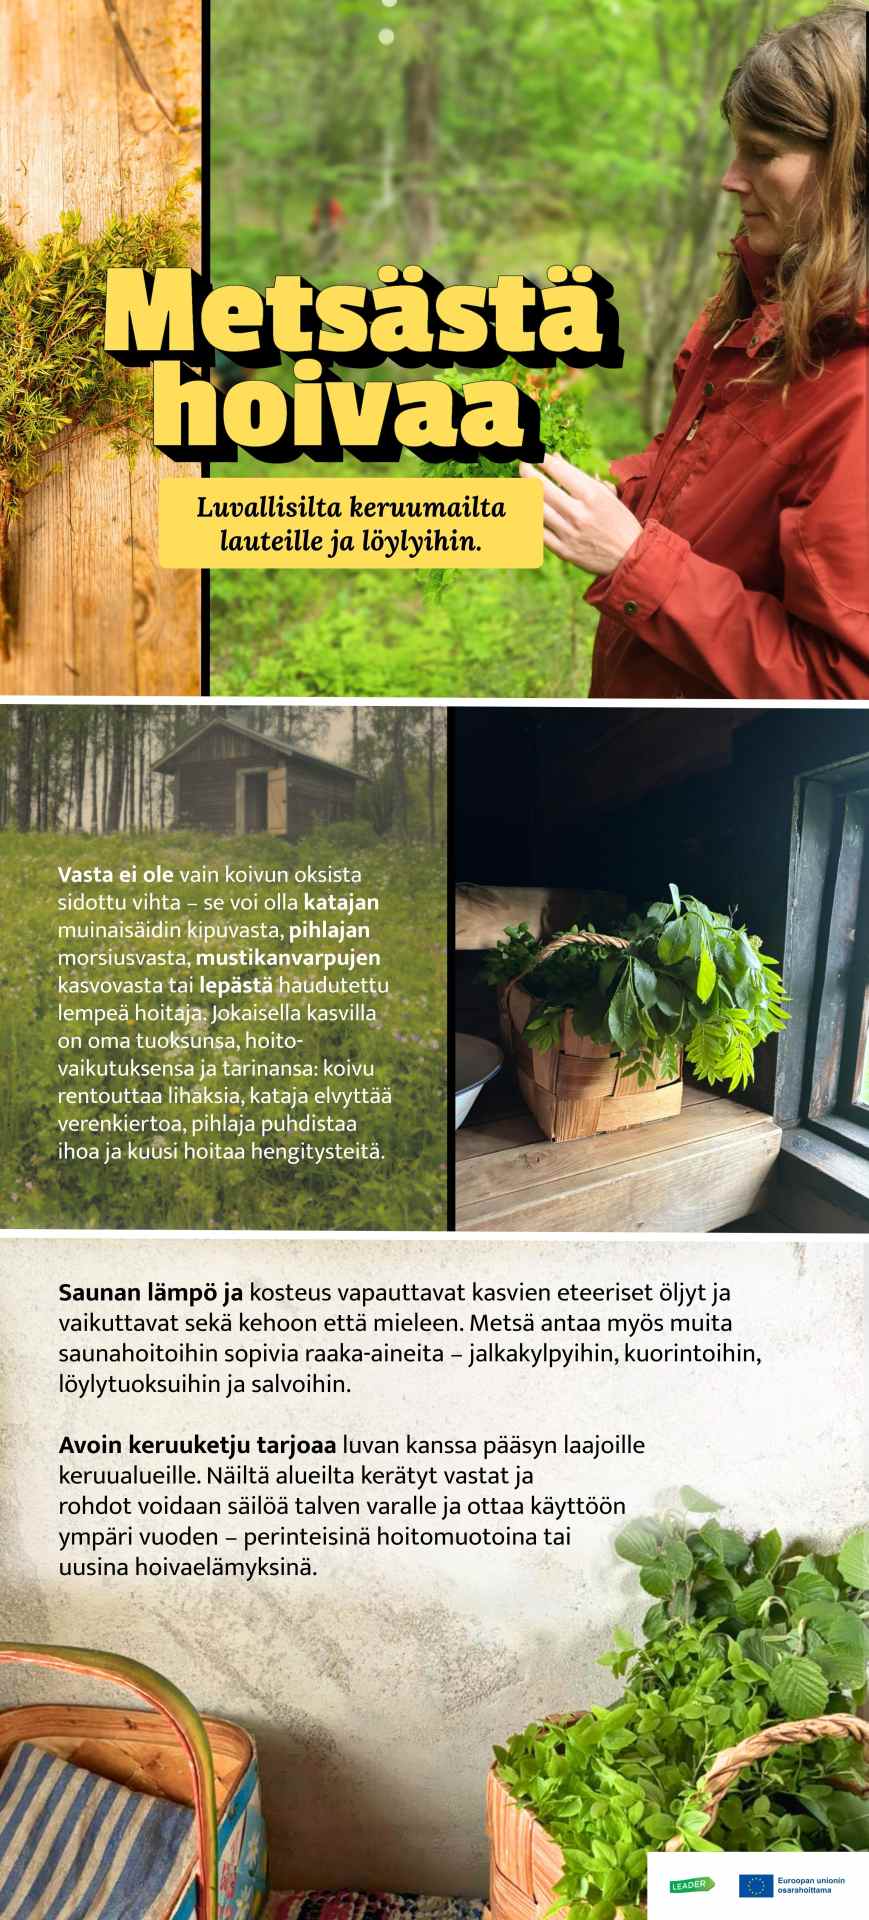 Metsästä
hoivaa
Luvallisilta keruumailta
lauteille ja löylyihin.
Vasta ei ole vain koivun oksista
sidottu vihta – se voi olla katajan
muinaisäidin kipuvasta, pihlajan
morsiusvasta, mustikanvarpujen
kasvovasta tai lepästä haudutettu
lempeä hoitaja. Jokaisella kasvilla
on oma tuoksunsa, hoito-
vaikutuksensa ja tarinansa: koivu
rentouttaa lihaksia, kataja elvyttää
verenkiertoa, pihlaja puhdistaa
ihoa ja kuusi hoitaa hengitysteitä.
Saunan lämpö ja kosteus vapauttavat kasvien eteeriset öljyt ja
vaikuttavat sekä kehoon että mieleen. Metsä antaa myös muita
saunahoitoihin sopivia raaka-aineita – jalkakylpyihin, kuorintoihin,
löylytuoksuihin ja salvoihin.
Avoin keruuketju tarjoaa luvan kanssa pääsyn laajoille
keruualueille. Näiltä alueilta kerätyt vastat ja
rohdot voidaan säilöä talven varalle ja ottaa käyttöön
ympäri vuoden – perinteisinä hoitomuotoina tai
uusina hoivaelämyksinä.
LEADER
Euroopan unionin
osarahoittama